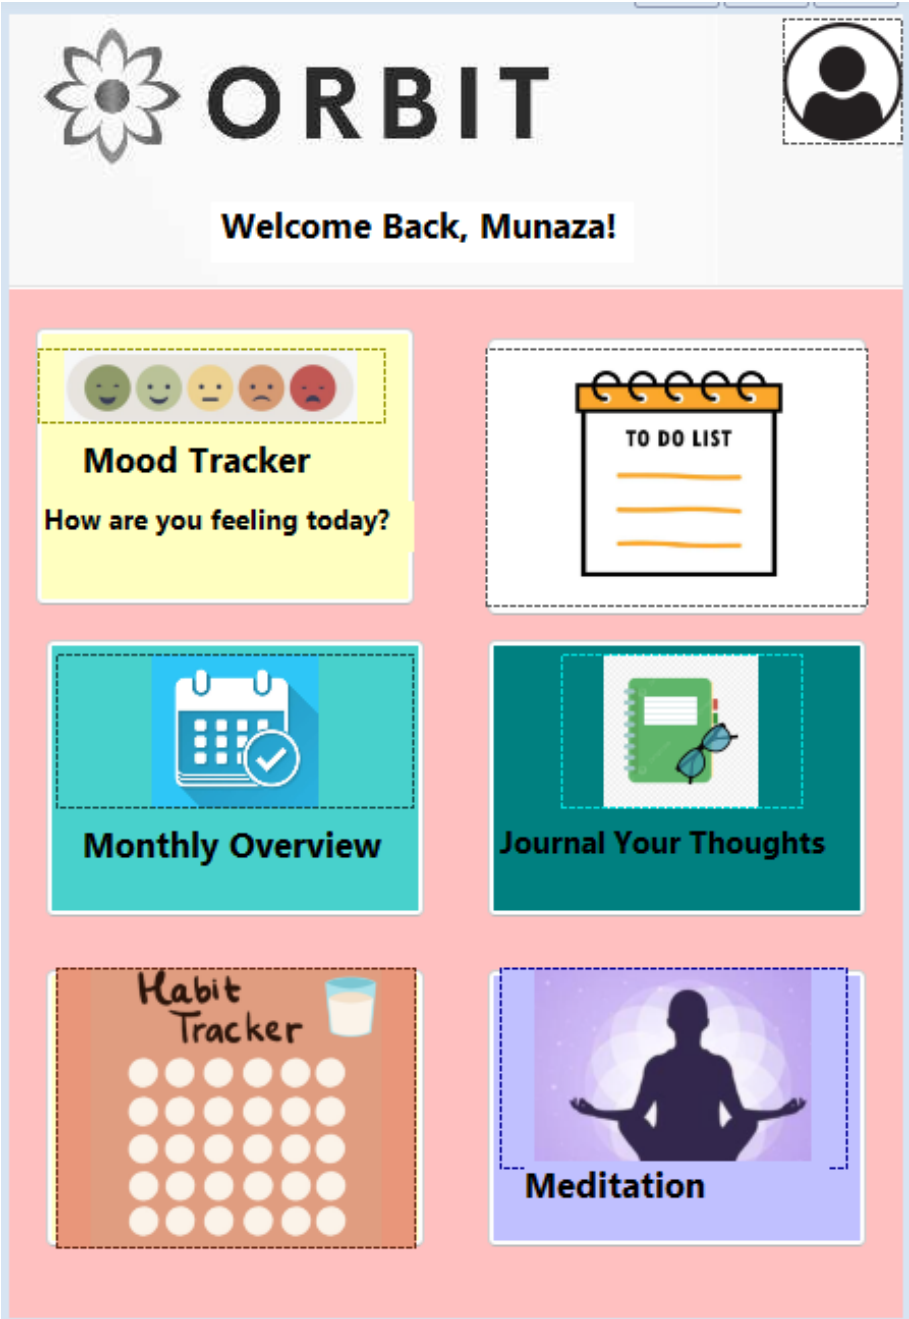 ORBIT
Welcome Back, Munaza!
Mood Tracker
How are you feeling today?
TO DO LIST
Monthly Overview
Journal Your Thoughts
Habit
Tracker
Meditation